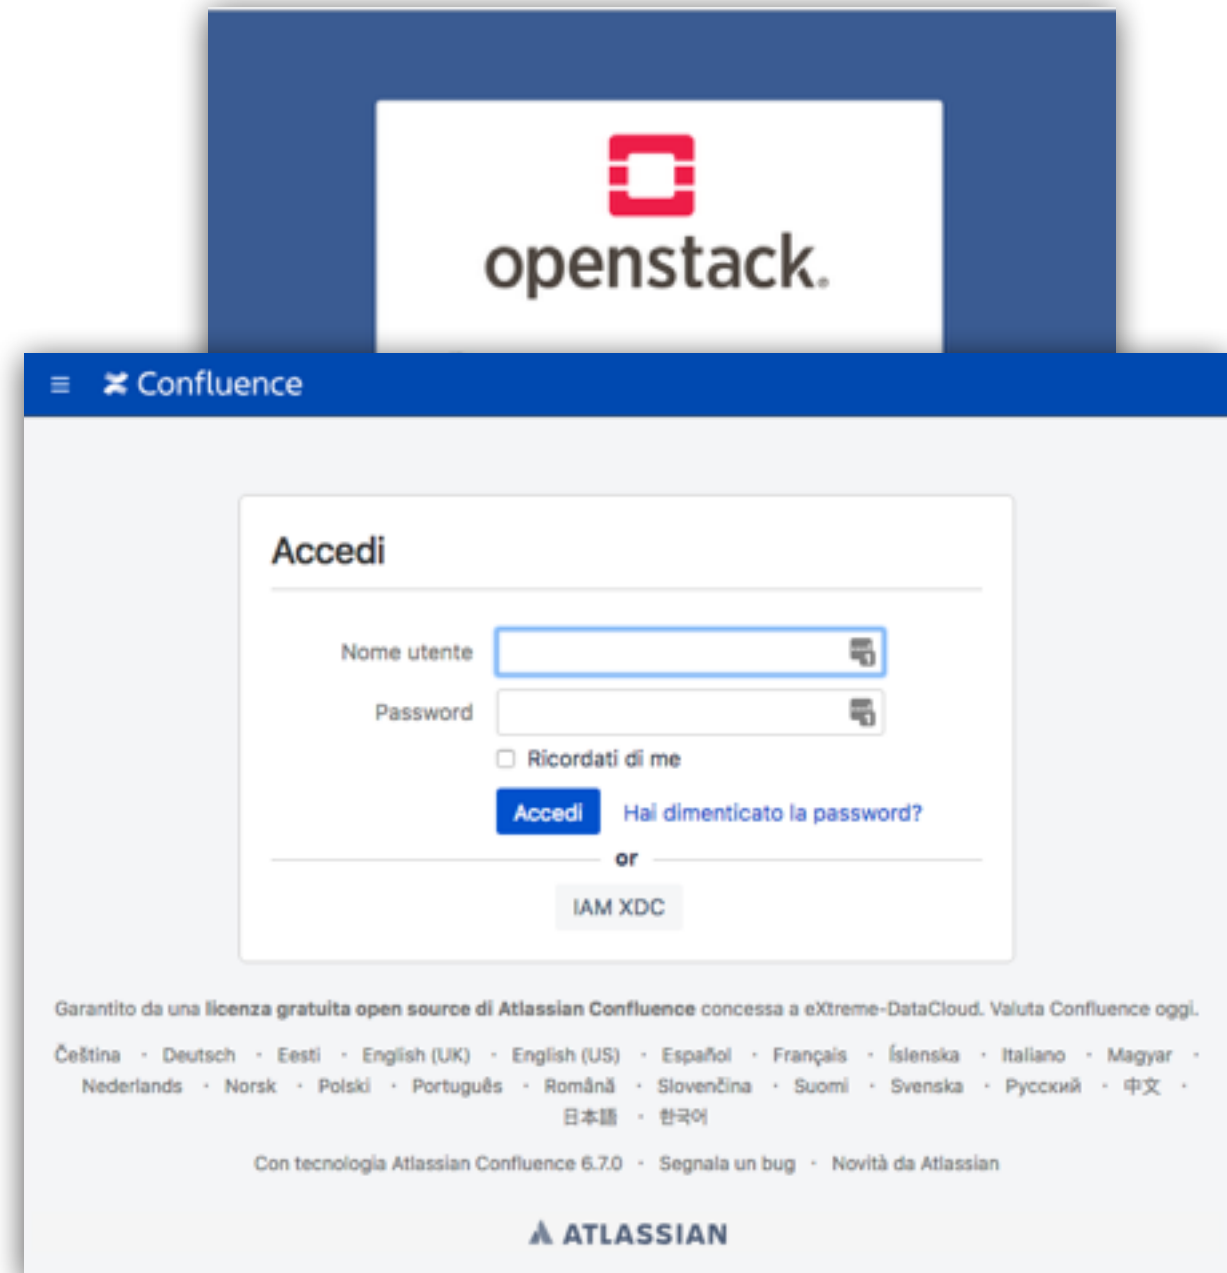 openstack.
Confluence
Accedi
Nome utente
Password
Ricordati di me
Accedi Hai dimenticato la password?
or
IAM XDC
Garantito da una licenza gratuita open source di Atlassian Confluence concessa a eXtreme-DataCloud. Valuta Confluence oggi.
Čeština · Deutsch · Eesti · English (UK) · English (US) · Español · Français · Íslenska · Italiano · Magyar ·
Nederlands · Norsk · Polski · Português · Română · Slovenčina · Suomi · Svenska · Русский · 中文 ·
日本語 · 한국어
Con tecnologia Atlassian Confluence 6.7.0 · Segnala un bug · Novità da Atlassian
ATLASSIAN